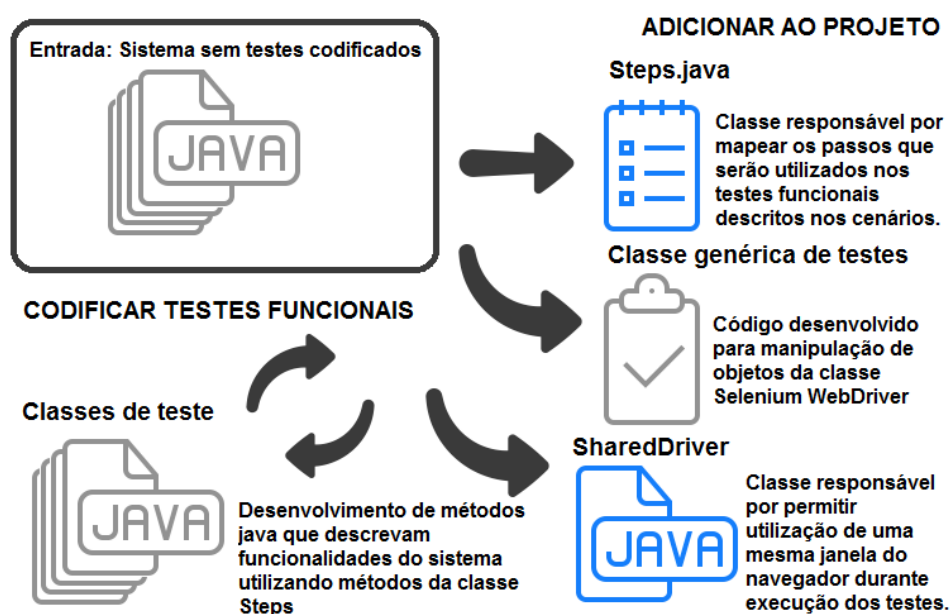 Entrada: Sistema sem testes codificados
JAVA
ADICIONAR AO PROJETO
Steps.java
Classe responsável por
mapear os passos que
serão utilizados nos
testes funcionais
descritos nos cenários.
Classe genérica de testes
Código desenvolvido
para manipulação de
objetos da classe
Selenium WebDriver
SharedDriver
JAVA
Classe responsável
por permitir
utilização de uma
mesma janela do
navegador durante
execução dos testes.
CODIFICAR TESTES FUNCIONAIS
Classes de teste
JAVA
Desenvolvimento de métodos
java que descrevam
funcionalidades do sistema
utilizando métodos da classe
Steps